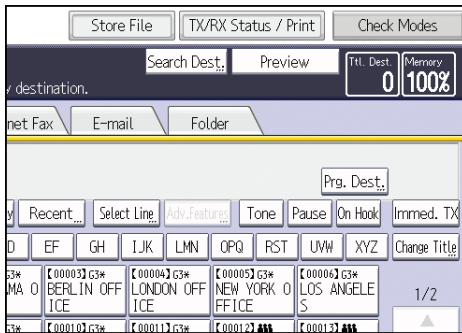 Store File TX/RX Status / Print Check Modes
Search Dest. Preview Ttl. Dest. Memory
destination. 0 100%
net Fax E-mail Folder
Prg. Dest.
y Recent Select Line Adv.Features Tone Pause On Hook Immed. TX
D EF GH IJK LMN OPQ RST UVW XYZ Change Title
G3* 【00003】G3* 【00004】G3* 【00005】G3* 【00006】G3*
MA O BERLIN OFF LONDON OFF NEW YORK O LOS ANGELE
ICE ICE FFICE S 1/2
G3* 【00010】G3* 【00011】G3* 【00012】 【00013】